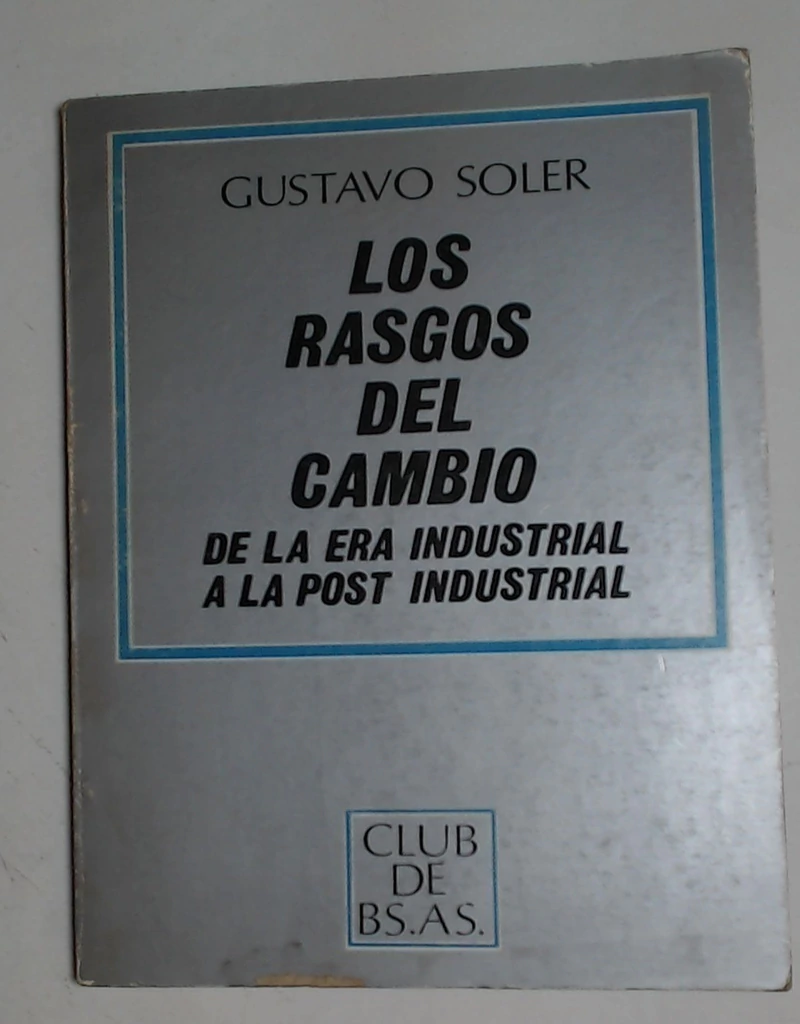 GUSTAVO SOLER
LOS
RASGOS
DEL
CAMBIO
DE LA ERA INDUSTRIAL
A LA POST INDUSTRIAL
CLUB
DE
BS.AS.